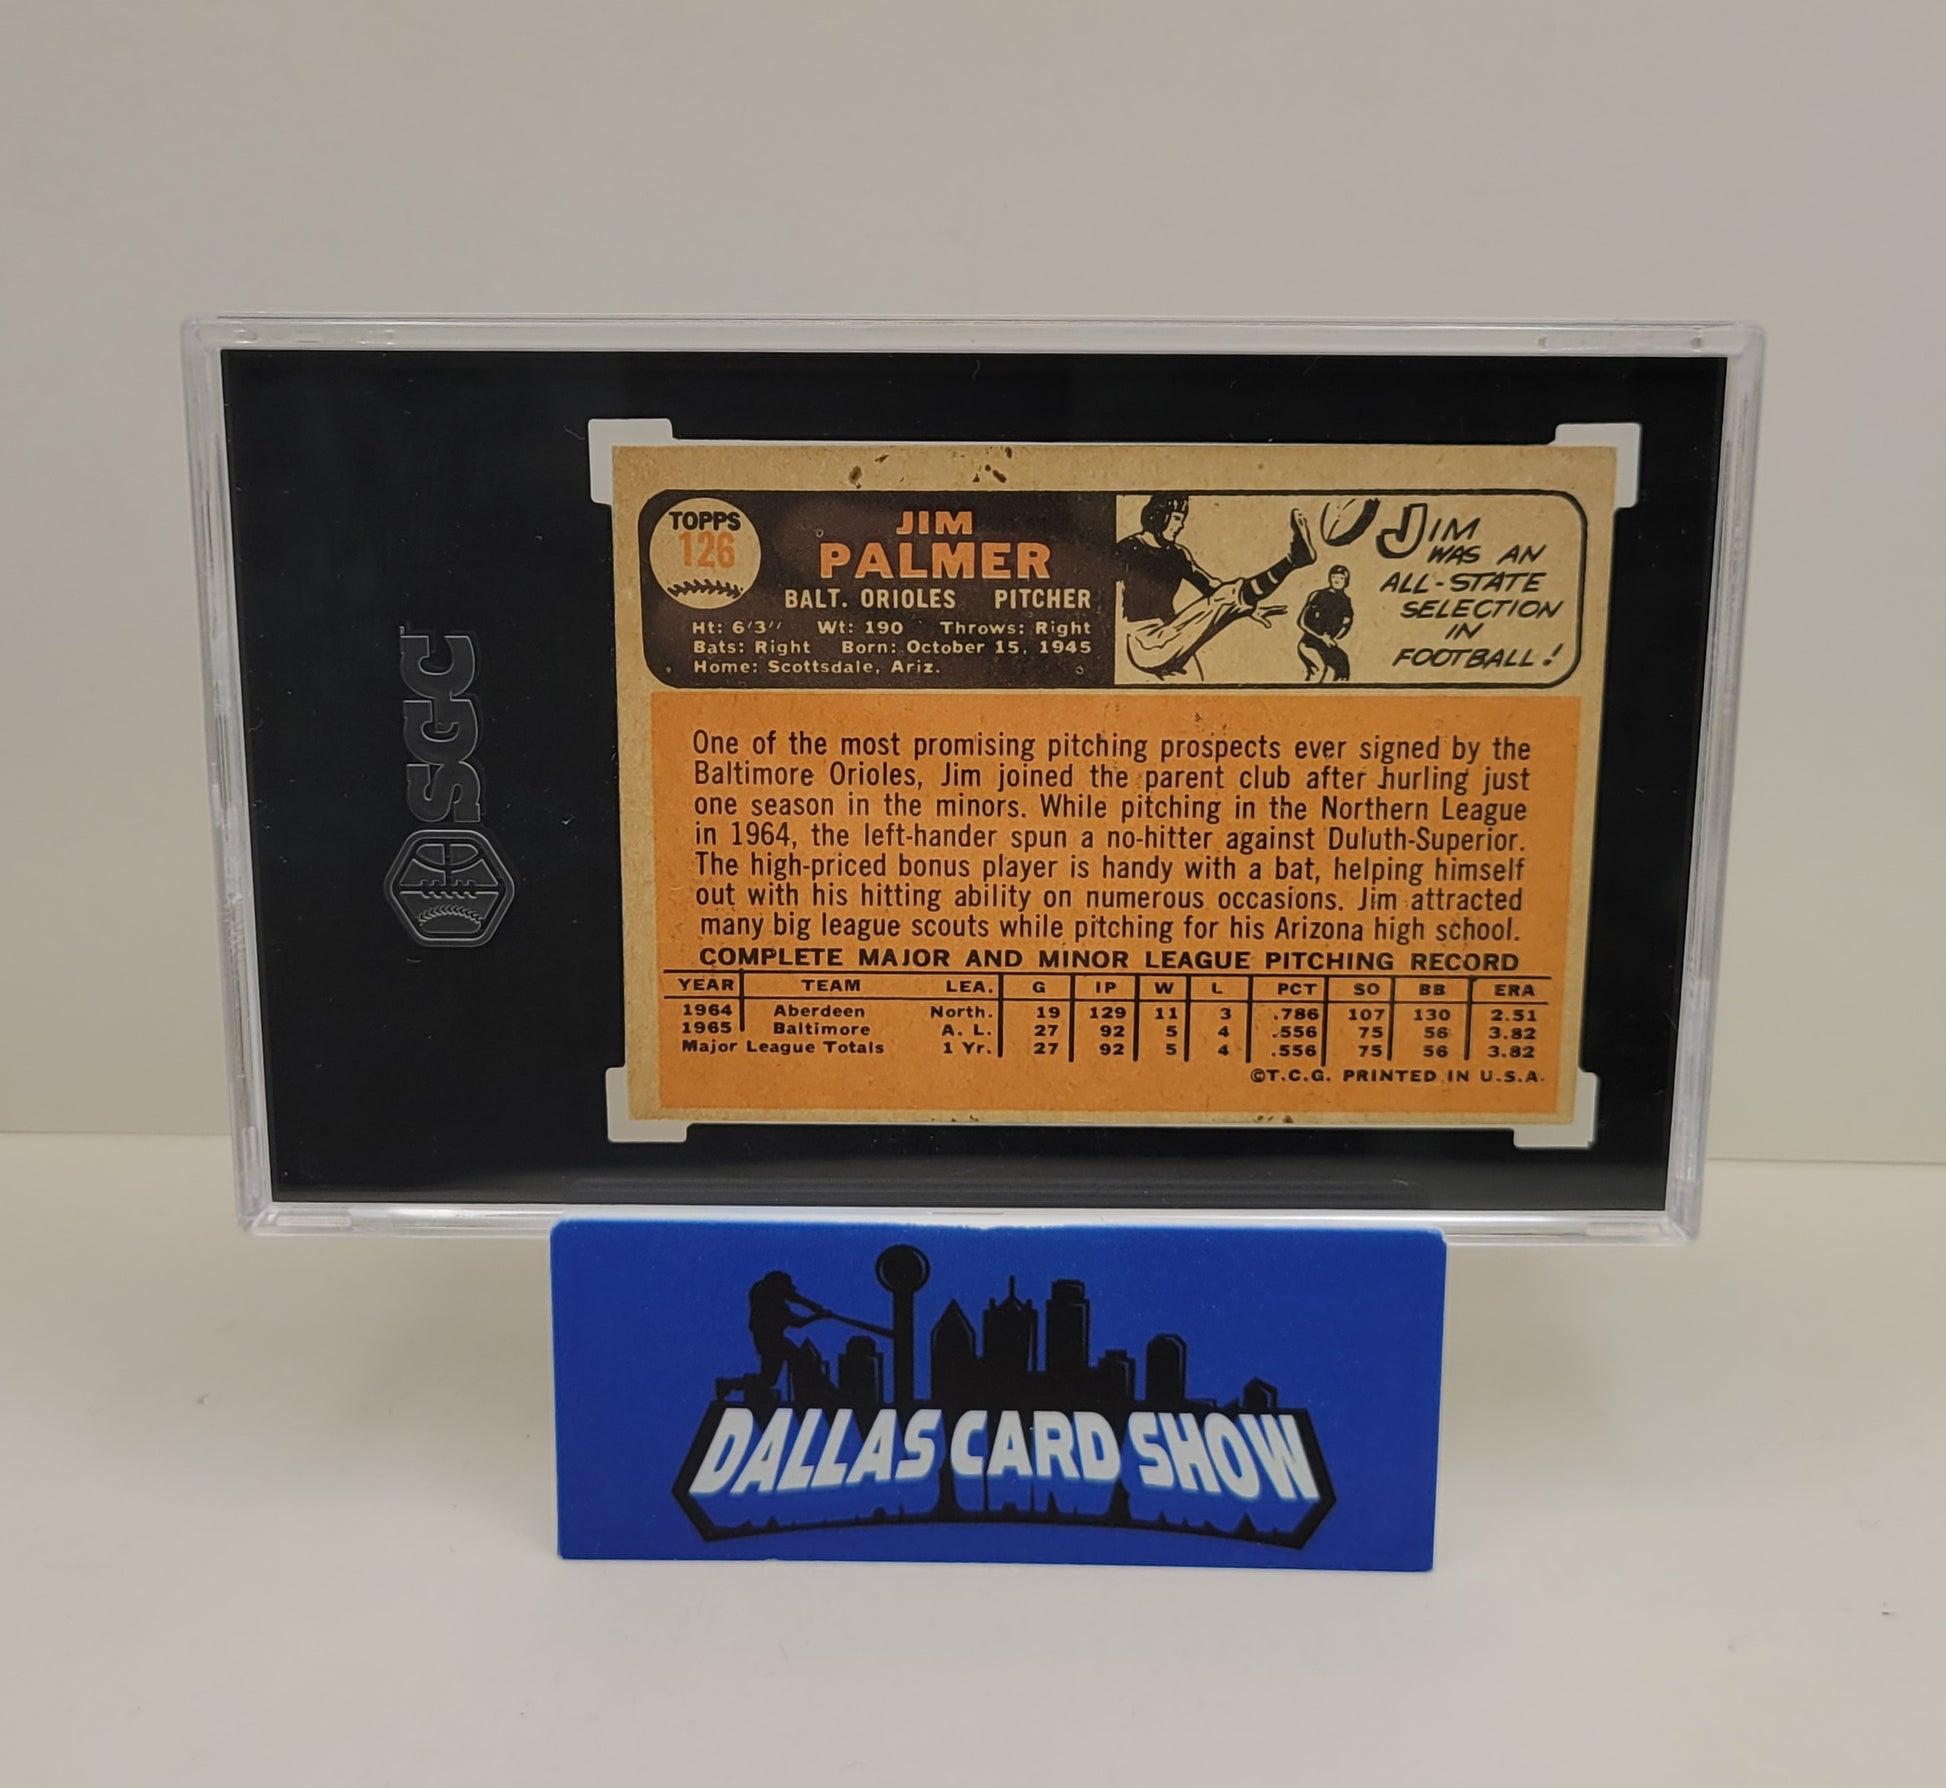 SGC
TOPPS
126
JIM
PALMER
BALT. ORIOLES PITCHER
Ht: 6'3" Wt: 190 Throws: Right
Bats: Right Born: October 15, 1945
Home: Scottsdale, Ariz.
JIM
WAS AN
ALL-STATE
SELECTION
IN
FOOTBALL!
One of the most promising pitching prospects ever signed by the
Baltimore Orioles, Jim joined the parent club after hurling just
one season in the minors. While pitching in the Northern League
in 1964, the left-hander spun a no-hitter against Duluth-Superior.
The high-priced bonus player is handy with a bat, helping himself
out with his hitting ability on numerous occasions. Jim attracted
many big league scouts while pitching for his Arizona high school.
COMPLETE MAJOR AND MINOR LEAGUE PITCHING RECORD
YEAR TEAM LEA. G IP W L PCT SO BB ERA
1964 Aberdeen North. 19 129 11 3 .786 107 130 2.51
1965 Baltimore A. L. 27 92 5 4 .556 75 56 3.82
Major League Totals 1 Yr. 27 92 5 4 .556 75 56 3.82
©T.C.G. PRINTED IN U.S.A.
DALLAS CARD SHOW